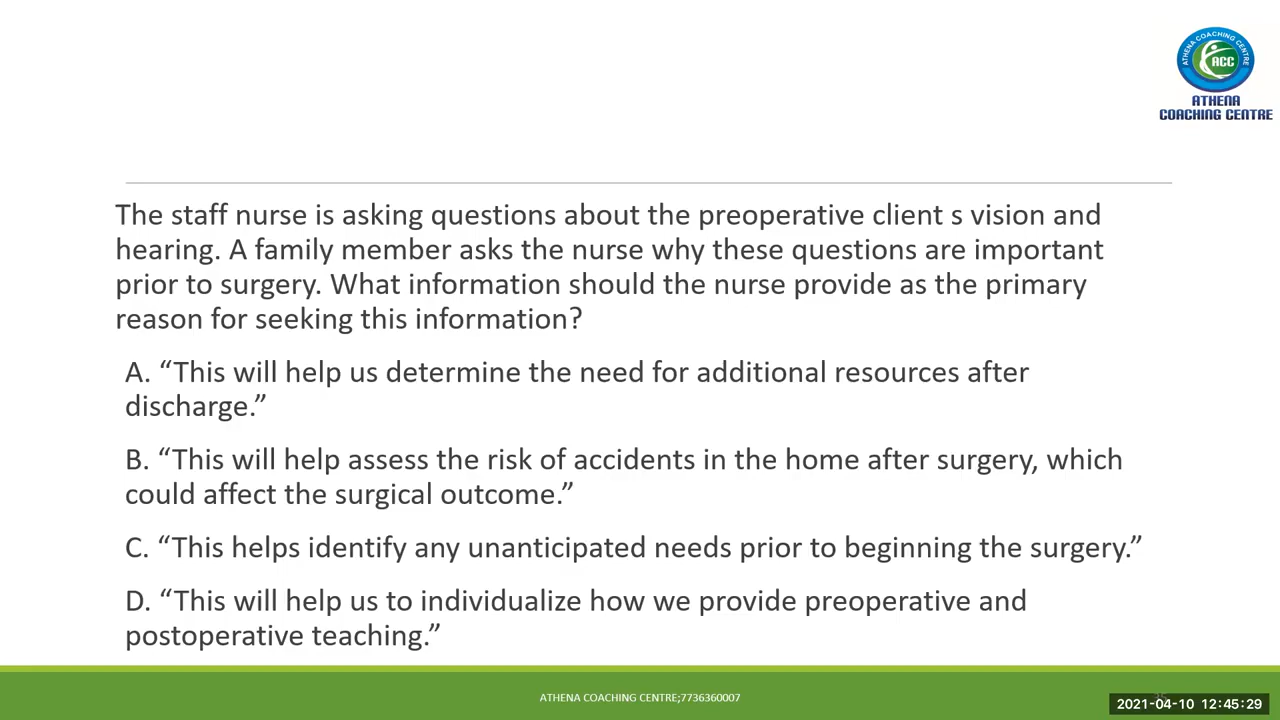 ATHENA COACHING CENTRE
ACC
ATHENA
COACHING CENTRE
The staff nurse is asking questions about the preoperative client s vision and
hearing. A family member asks the nurse why these questions are important
prior to surgery. What information should the nurse provide as the primary
reason for seeking this information?
A. “This will help us determine the need for additional resources after
discharge.”
B. “This will help assess the risk of accidents in the home after surgery, which
could affect the surgical outcome.”
C. “This helps identify any unanticipated needs prior to beginning the surgery.”
D. “This will help us to individualize how we provide preoperative and
postoperative teaching.”
ATHENA COACHING CENTRE;7736360007
2021-04-10 12:45:29